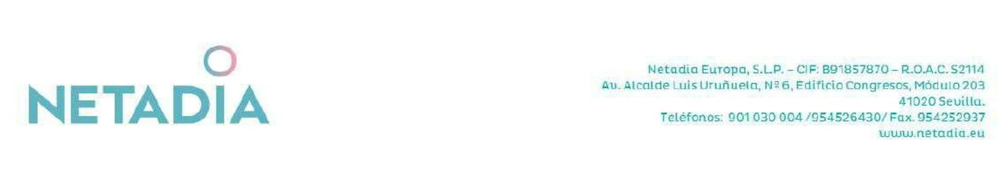 NETADIA
Netadia Europa, S.L.P. – CIF: B91857870 – R.O.A.C. S2114
Av. Alcalde Luis Uruñuela, Nº 6, Edificio Congresos, Módulo 203
41020 Sevilla.
Teléfonos: 901 030 004 /954526430/ Fax. 954252937
www.netadia.eu